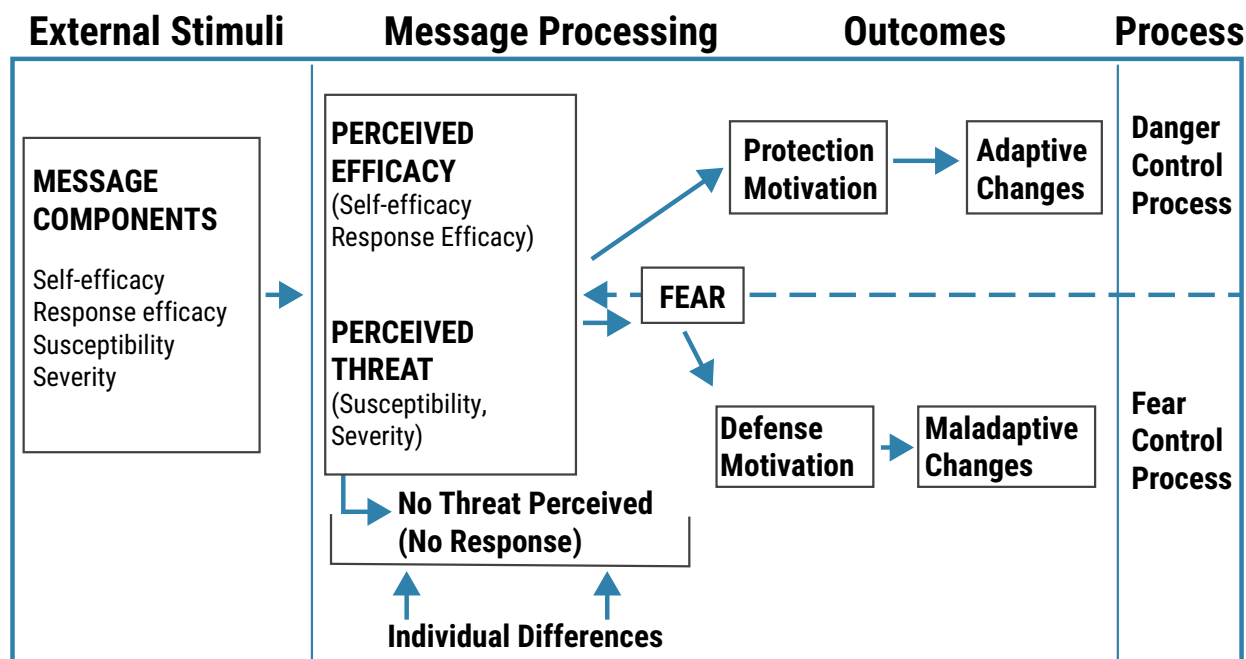 External Stimuli
Message Processing
Outcomes
Process
MESSAGE
COMPONENTS
Self-efficacy
Response efficacy
Susceptibility
Severity
PERCEIVED
EFFICACY
(Self-efficacy
Response Efficacy)
PERCEIVED
THREAT
(Susceptibility,
Severity)
No Threat Perceived
(No Response)
Individual Differences
FEAR
Protection
Motivation
Adaptive
Changes
Defense
Motivation
Maladaptive
Changes
Danger
Control
Process
Fear
Control
Process